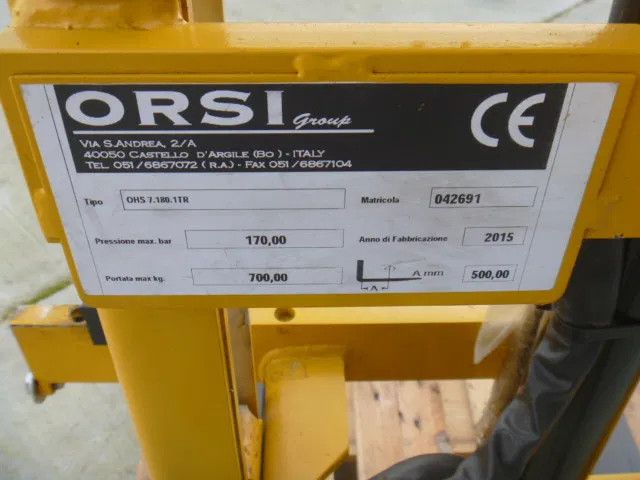 ORSI Group
CE
VIA S.ANDREA, 2/A
40050 CASTELLO D'ARGILE (BO) - ITALY
TEL. 051/6867072 ( R.A.) - FAX 051/6867104
Tipo OHS 7.180.1TR Matricola 042691
Pressione max. bar 170,00 Anno di Fabbricazione 2015
Portata max kg. 700,00 A A mm 500,00